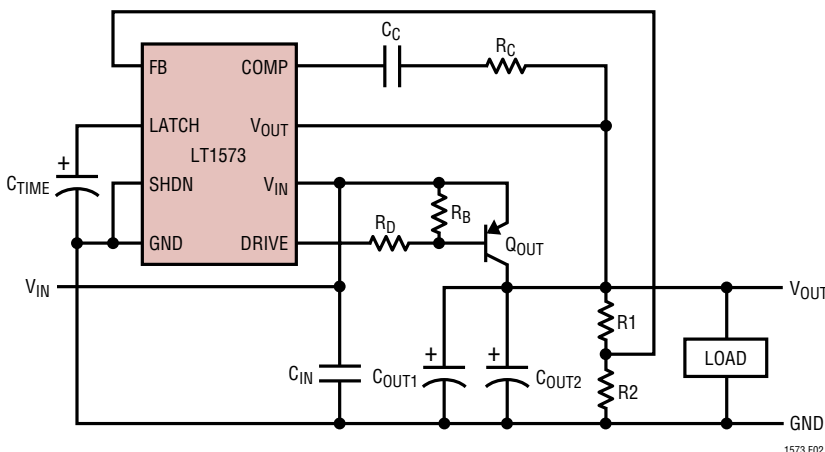 C_C
R_C
FB
COMP
LATCH
V_OUT
LT1573
+
C_TIME
SHDN
V_IN
R_D
R_B
GND
DRIVE
Q_OUT
V_IN
V_OUT
R1
C_IN
+
C_OUT1
+
C_OUT2
LOAD
R2
GND
1573 F02